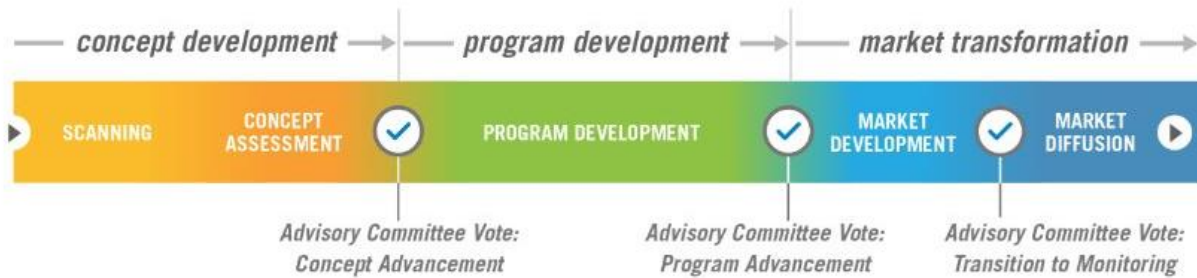 concept development
program development
market transformation
SCANNING
CONCEPT
ASSESSMENT
PROGRAM DEVELOPMENT
MARKET
DEVELOPMENT
MARKET
DIFFUSION
Advisory Committee Vote:
Concept Advancement
Advisory Committee Vote:
Program Advancement
Advisory Committee Vote:
Transition to Monitoring